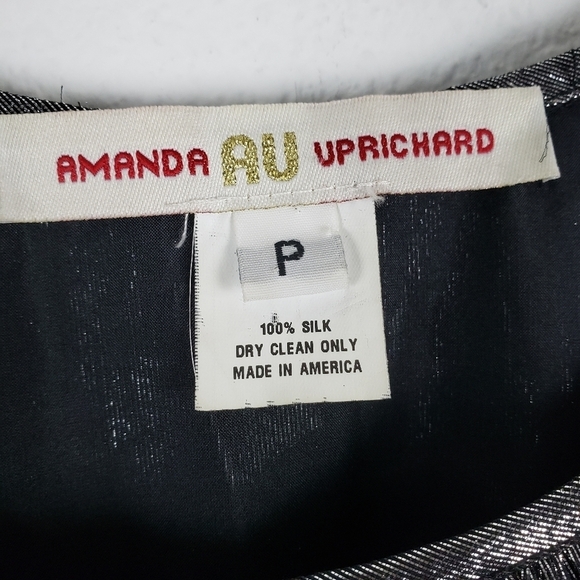 AMANDA AU UPRICHARD
P
100% SILK
DRY CLEAN ONLY
MADE IN AMERICA